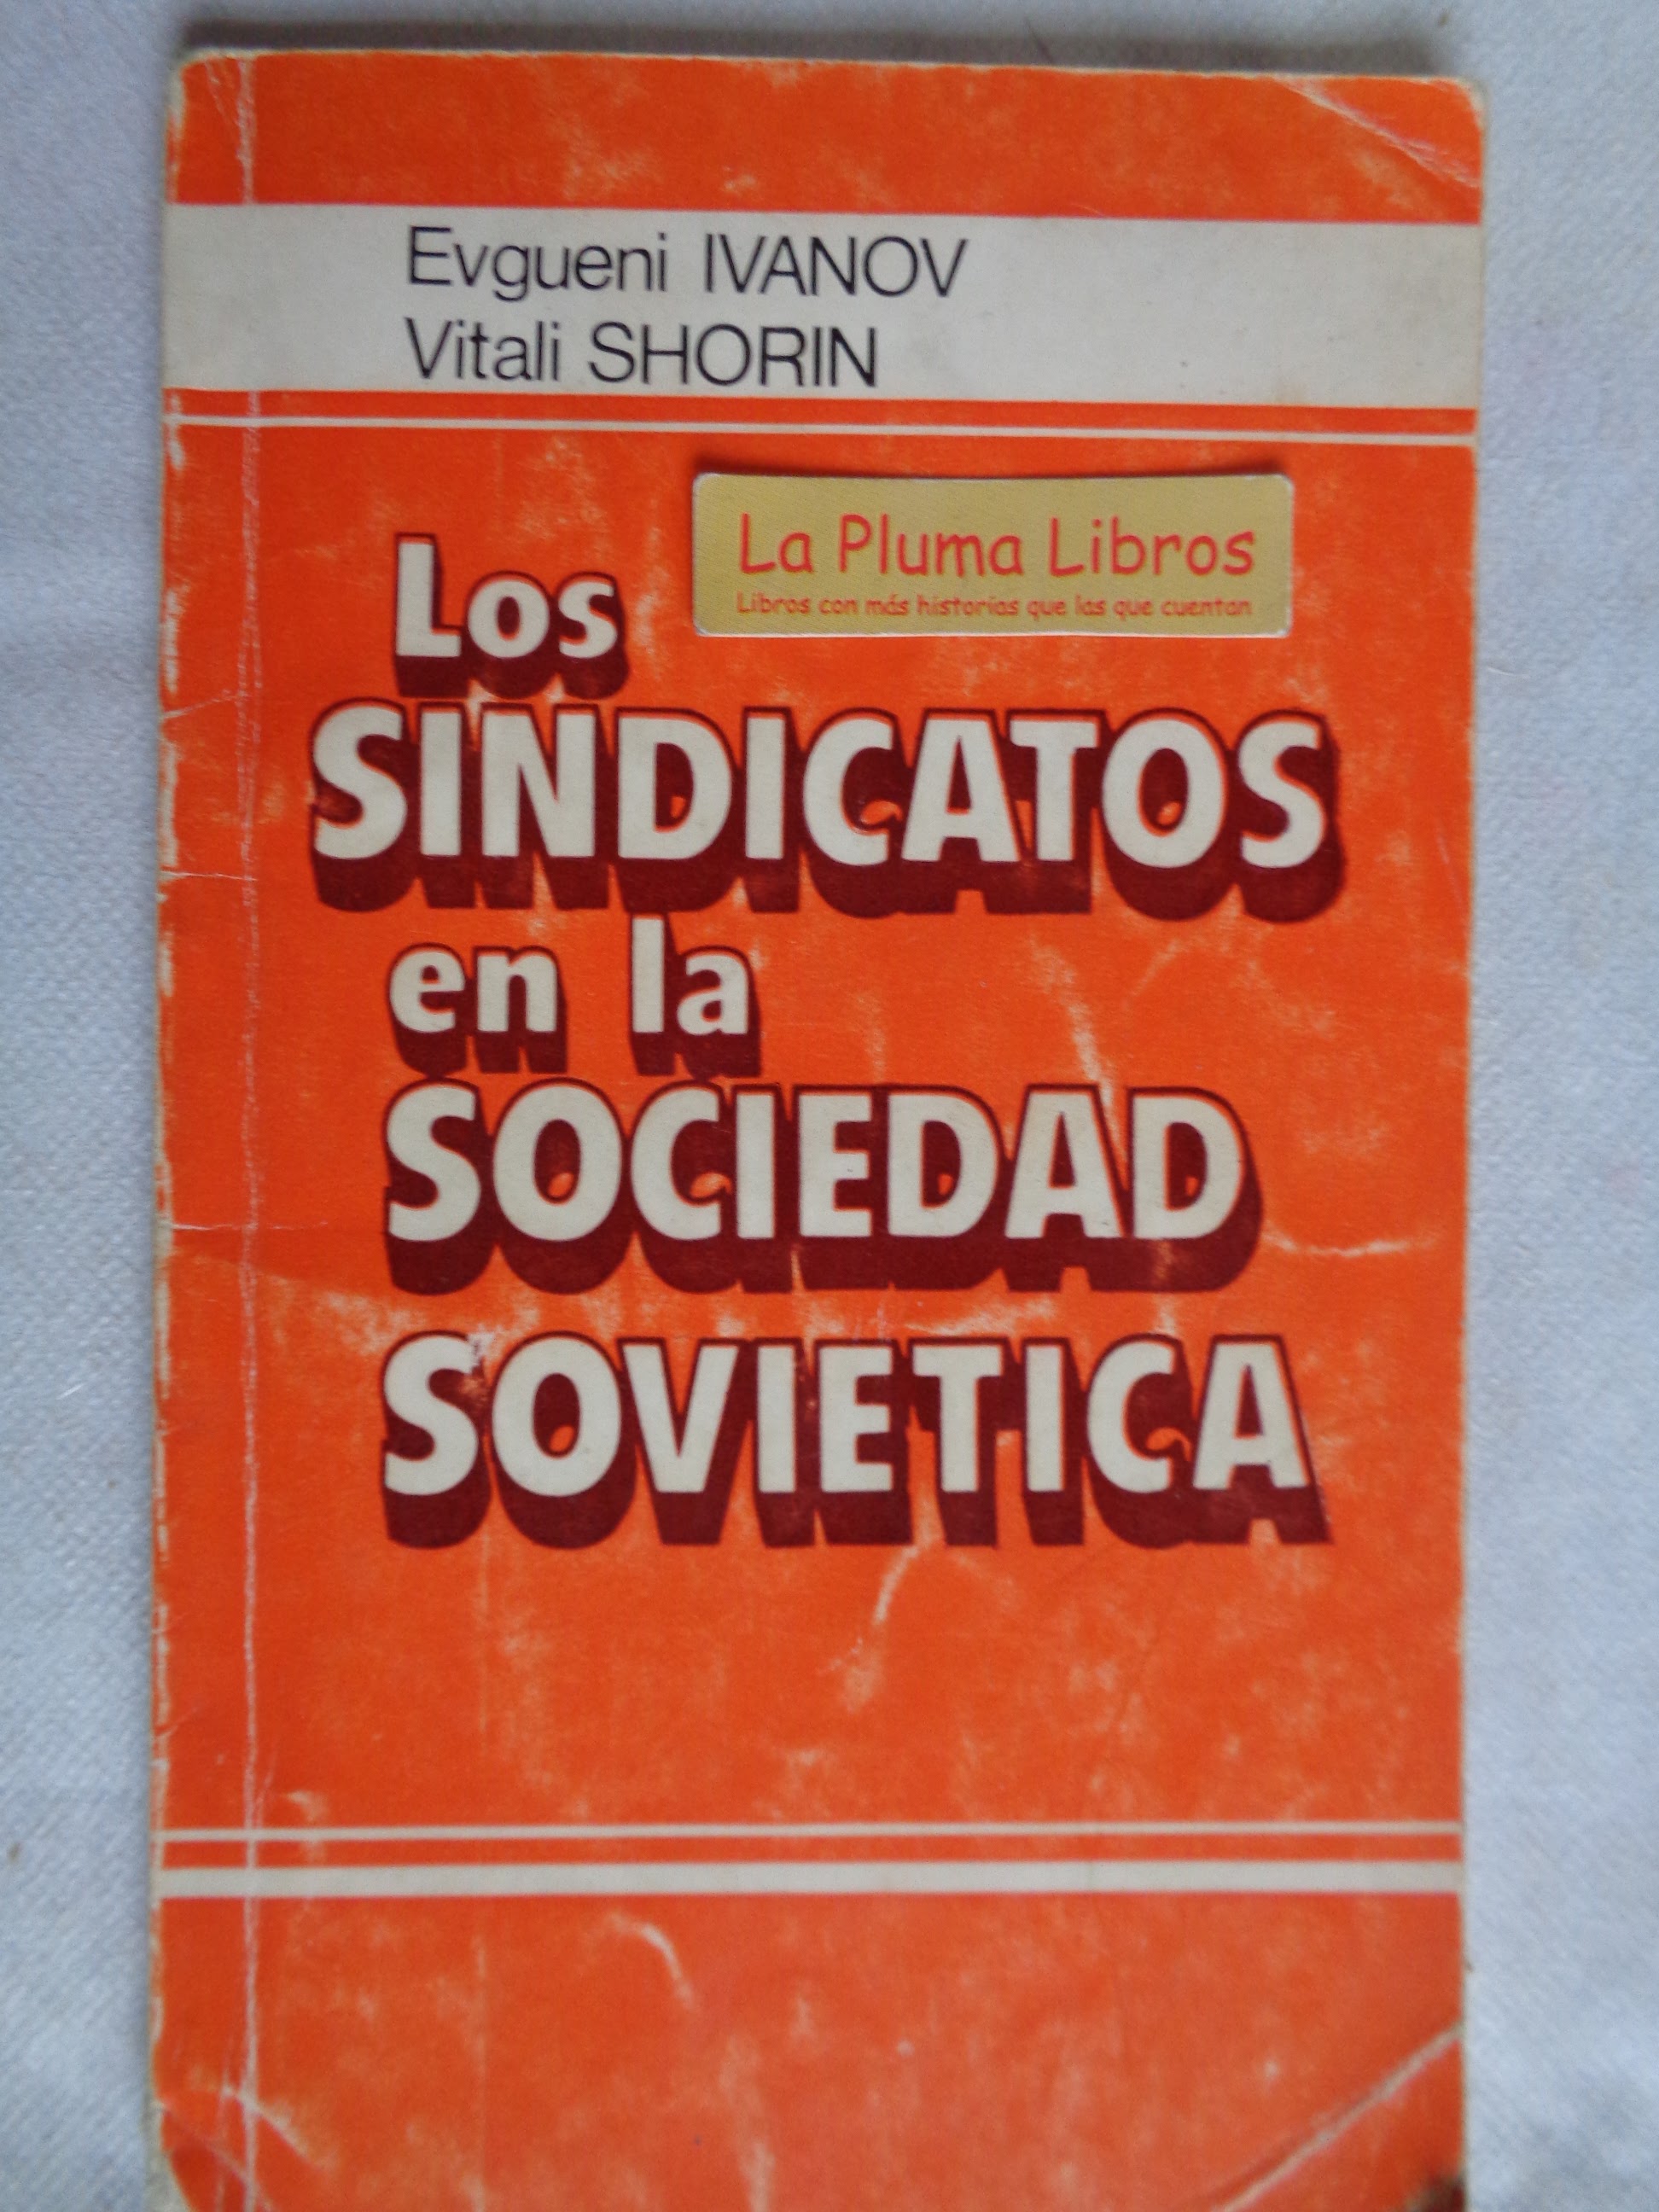 Evgueni IVANOV
Vitali SHORIN
La Pluma Libros
Libros con más historias que las que cuentan
Los
SINDICATOS
en la
SOCIEDAD
SOVIETICA